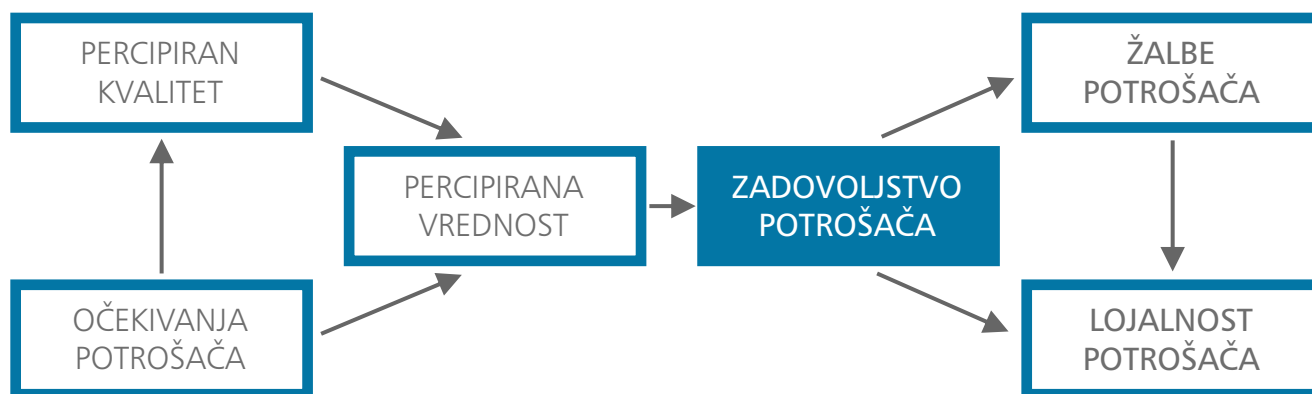 PERCIPIRAN
KVALITET
ŽALBE
POTROŠAČA
PERCIPIRANA
VREDNOST
ZADOVOLJSTVO
POTROŠAČA
OČEKIVANJA
POTROŠAČA
LOJALNOST
POTROŠAČA